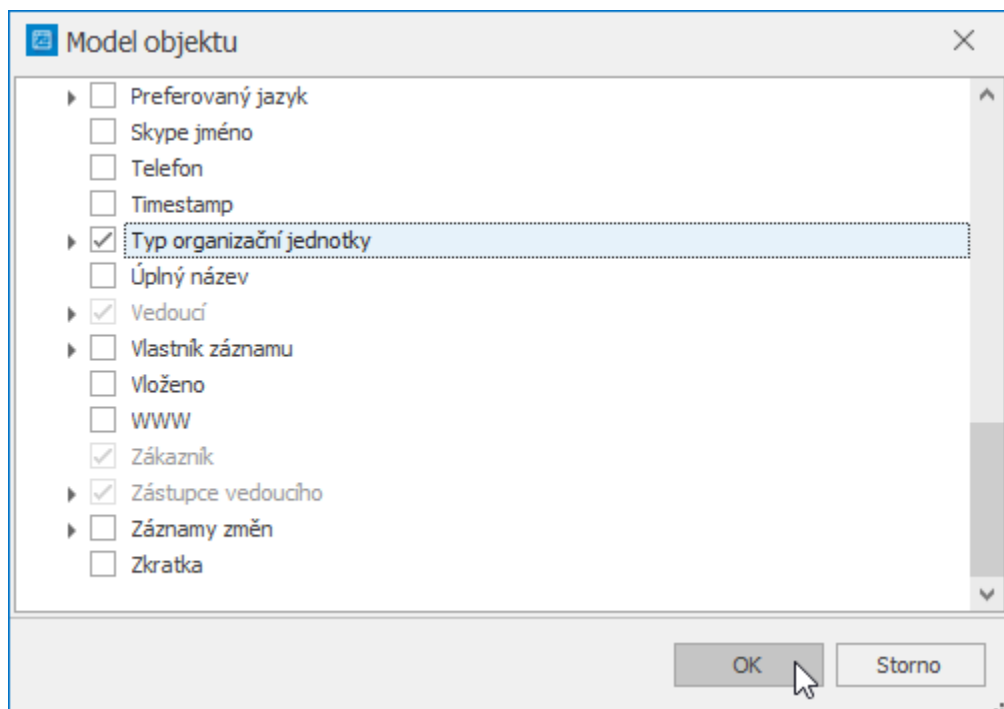 Model objektu
Preferovaný jazyk
Skype jméno
Telefon
Timestamp
Typ organizační jednotky
Úplný název
Vedoucí
Vlastník záznamu
Vloženo
WWW
Zákazník
Zástupce vedoucího
Záznamy změn
Zkratka
OK
Storno